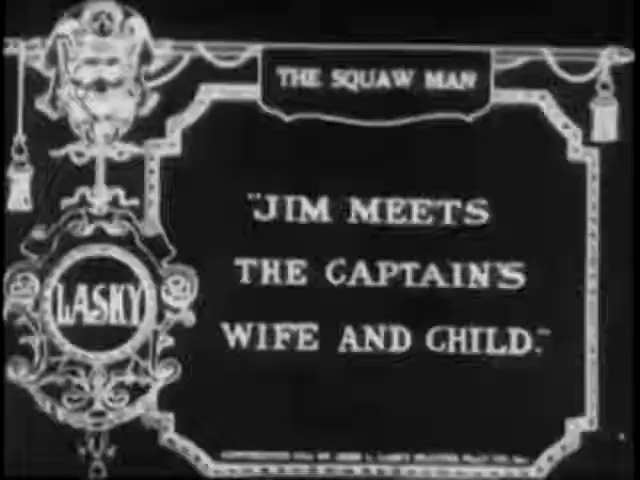 THE SQUAW MAN
"JIM MEETS
THE CAPTAIN'S
WIFE AND CHILD."
LASKY